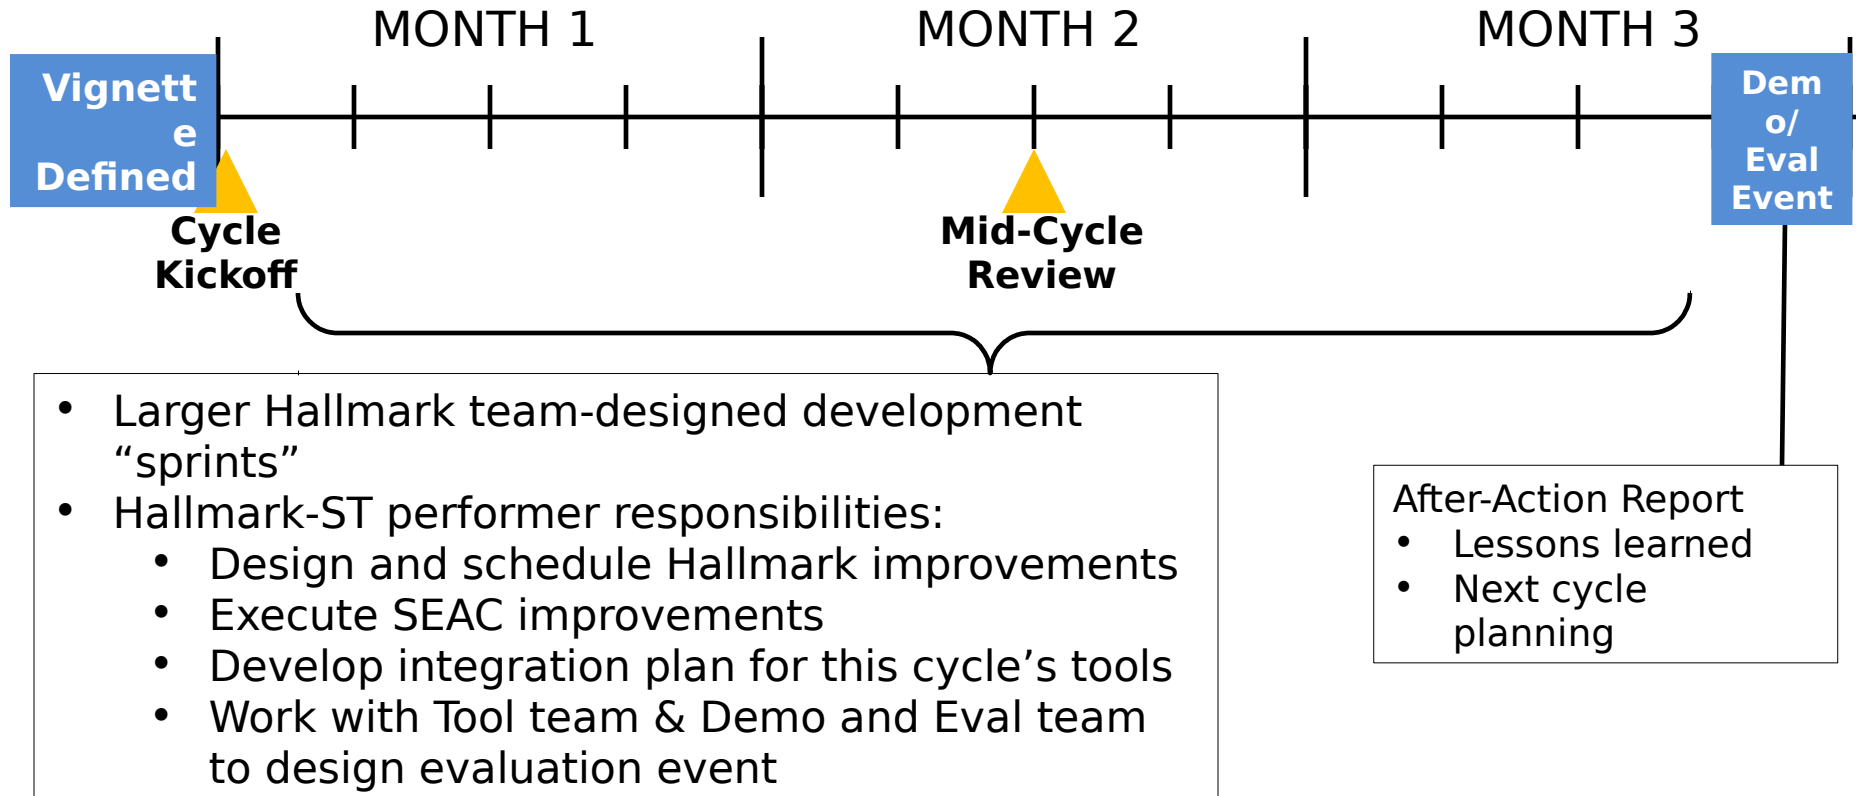 MONTH 1
MONTH 2
MONTH 3
Vignett
e
Defined
Dem
o/
Eval
Event
Cycle
Kickoff
Mid-Cycle
Review
• Larger Hallmark team-designed development
“sprints”
• Hallmark-ST performer responsibilities:
• Design and schedule Hallmark improvements
• Execute SEAC improvements
• Develop integration plan for this cycle’s tools
• Work with Tool team & Demo and Eval team
to design evaluation event
After-Action Report
• Lessons learned
• Next cycle
planning